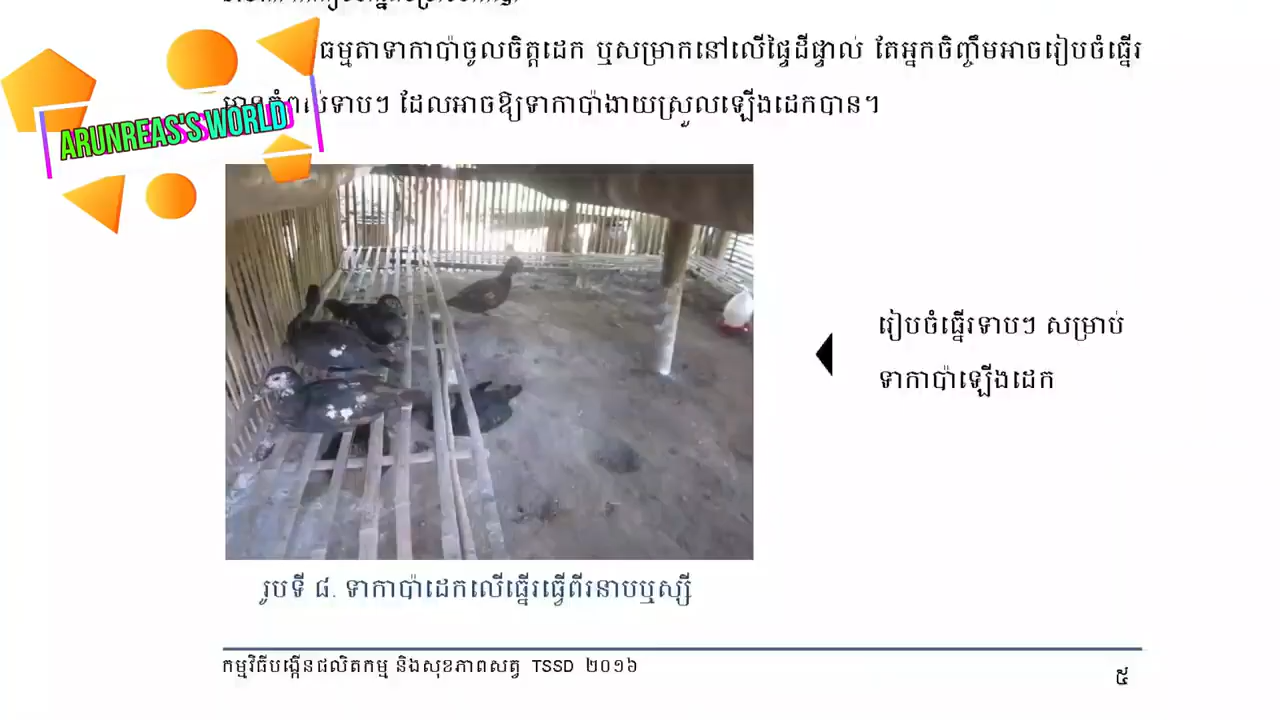 ARUNREAS'S WORLD
ធម្មតាទាកាប៉ាចូលចិត្តដេក ឬសម្រាកនៅលើផ្ទៃដីផ្ទាល់ តែអ្នកចិញ្ចឹមអាចរៀបចំធ្នើរ
ទាបៗ ដែលអាចឱ្យទាកាប៉ាងាយស្រួលឡើងដេកបាន។
រៀបចំធ្នើរទាបៗ សម្រាប់
ទាកាប៉ាឡើងដេក
រូបទី ៨. ទាកាប៉ាដេកលើធ្នើរធ្វើពីរនាបឬស្សី
កម្មវិធីបង្កើនផលិតកម្ម និងសុខភាពសត្វ TSSD ២០១៦
៥